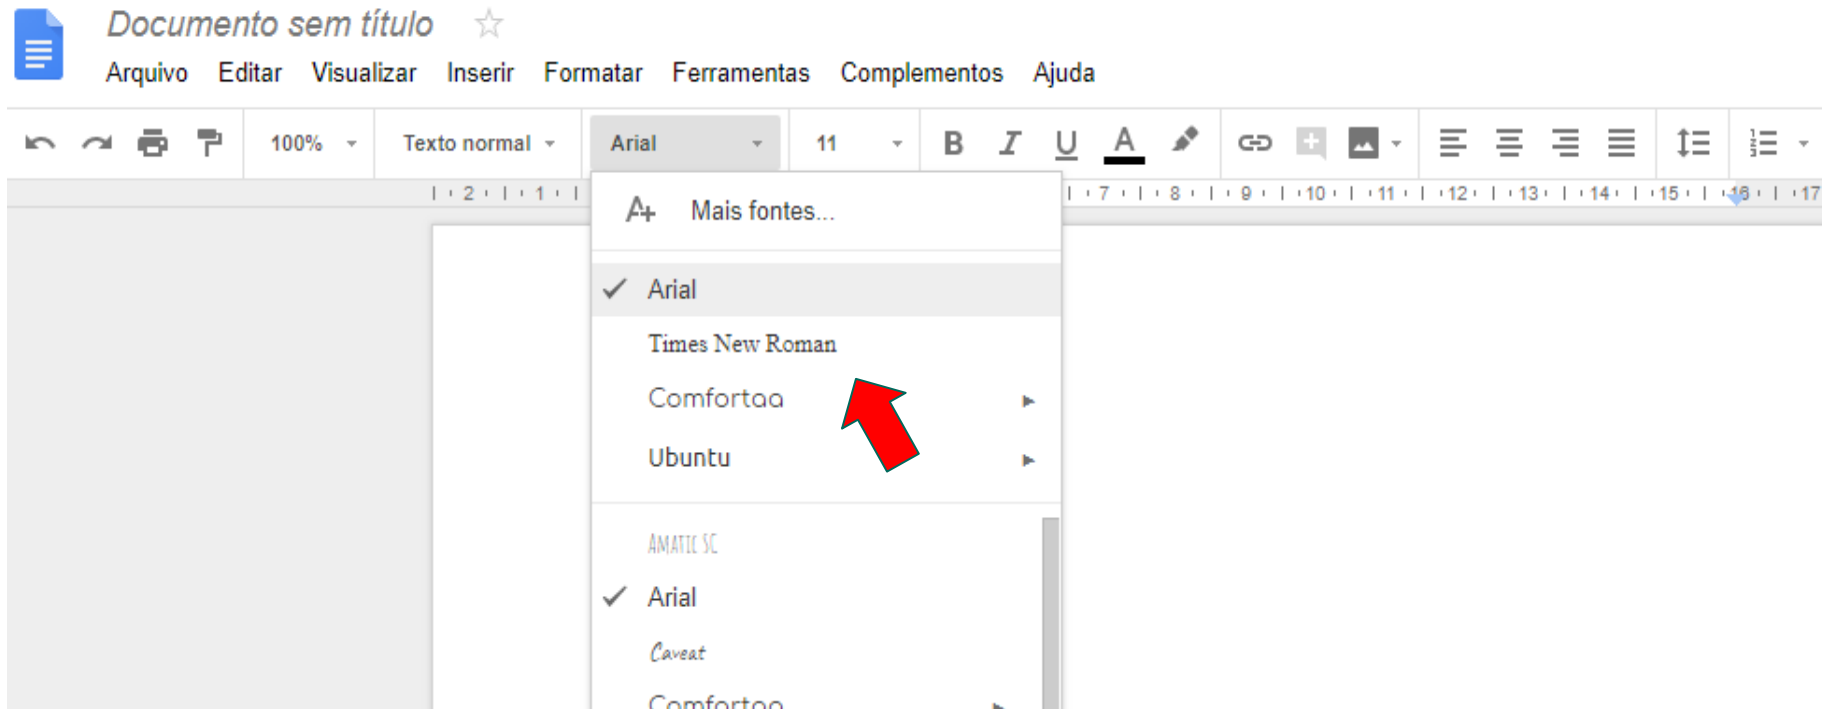 Documento sem título
Arquivo Editar Visualizar Inserir Formatar Ferramentas Complementos Ajuda
100% Texto normal Arial 11 B I U A
2 1 7 8 9 10 11 12 13 14 15 16 17
Mais fontes...
Arial
Times New Roman
Comfortaa
Ubuntu
Amatic SC
Arial
Caveat
Comfortaa